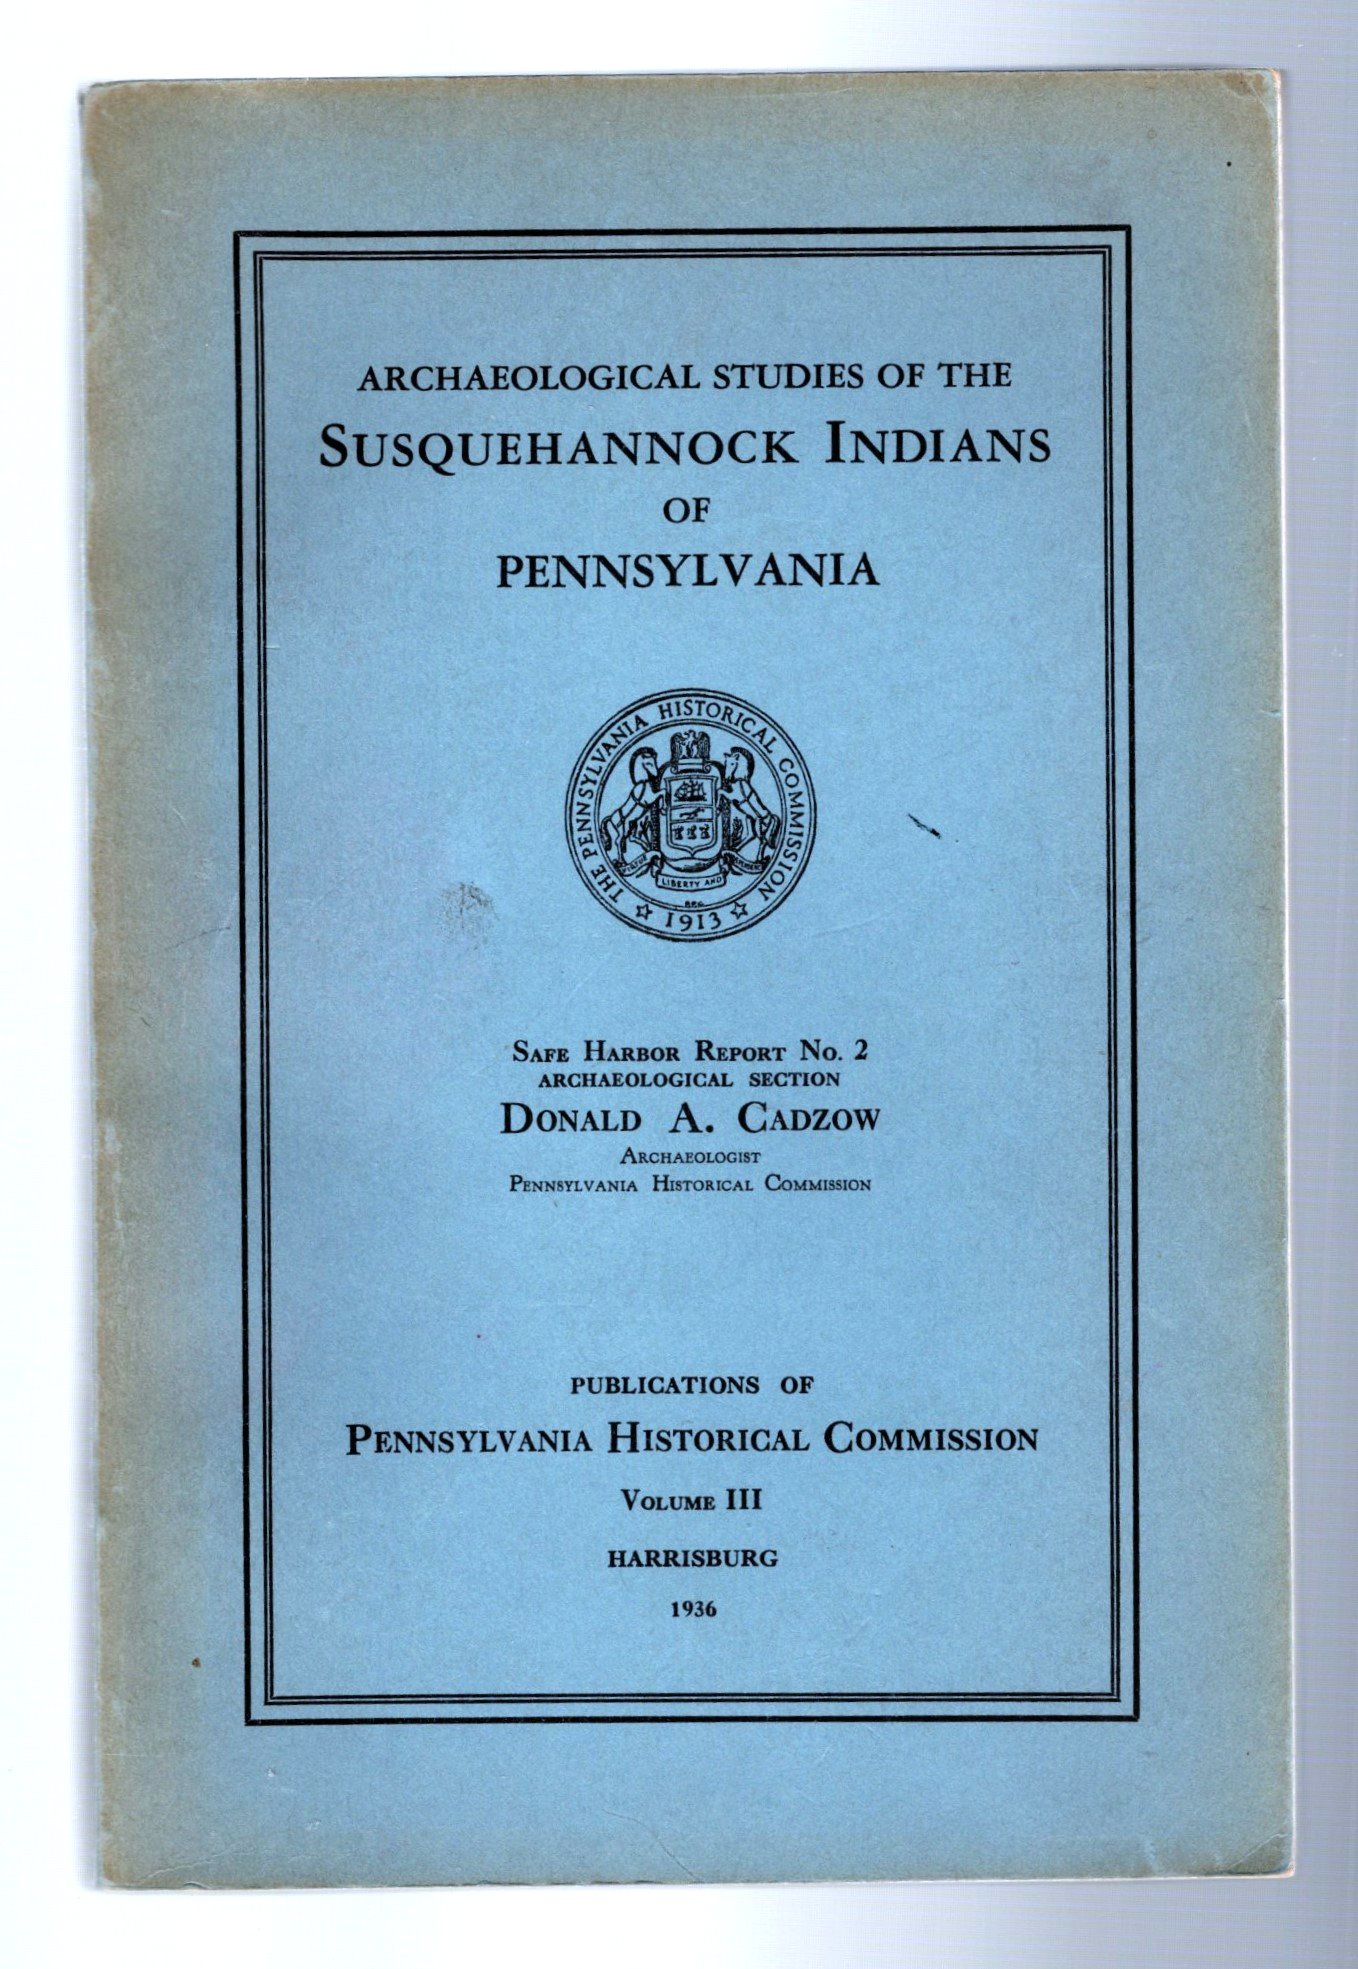 ARCHAEOLOGICAL STUDIES OF THE
SUSQUEHANNOCK INDIANS
OF
PENNSYLVANIA
THE PENNSYLVANIA HISTORICAL COMMISSION
LIBERTY AND
☆ 1913 ☆
SAFE HARBOR REPORT No. 2
ARCHAEOLOGICAL SECTION
DONALD A. CADZOW
ARCHAEOLOGIST
PENNSYLVANIA HISTORICAL COMMISSION
PUBLICATIONS OF
PENNSYLVANIA HISTORICAL COMMISSION
VOLUME III
HARRISBURG
1936